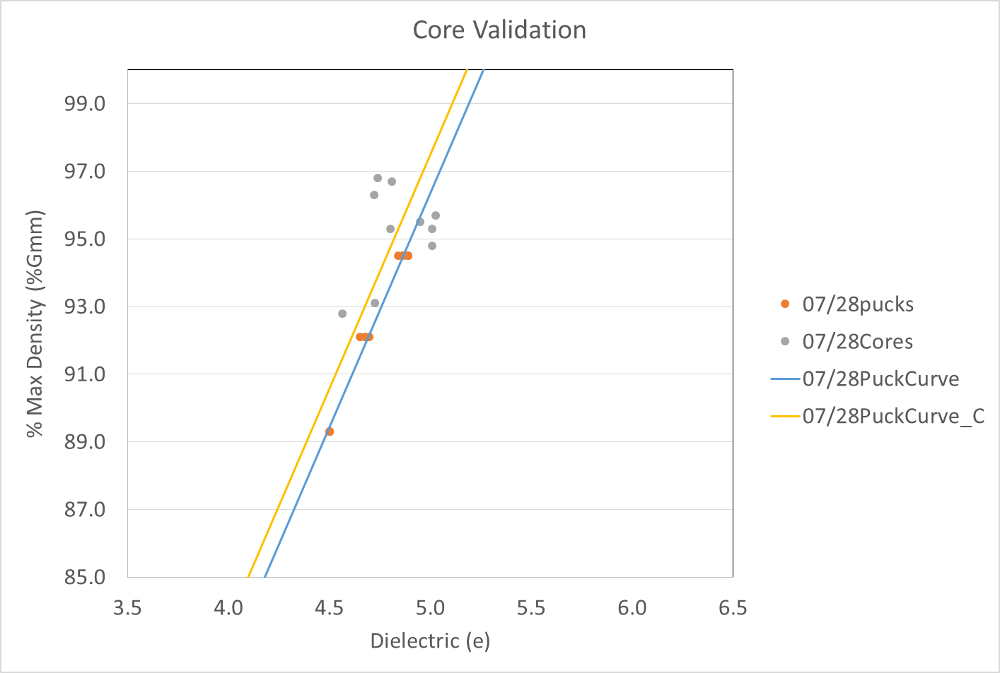 Core Validation
99.0
97.0
95.0
93.0
91.0
89.0
87.0
85.0
% Max Density (%Gmm)
3.5 4.0 4.5 5.0 5.5 6.0 6.5
Dielectric (e)
07/28pucks
07/28Cores
07/28PuckCurve
07/28PuckCurve_C